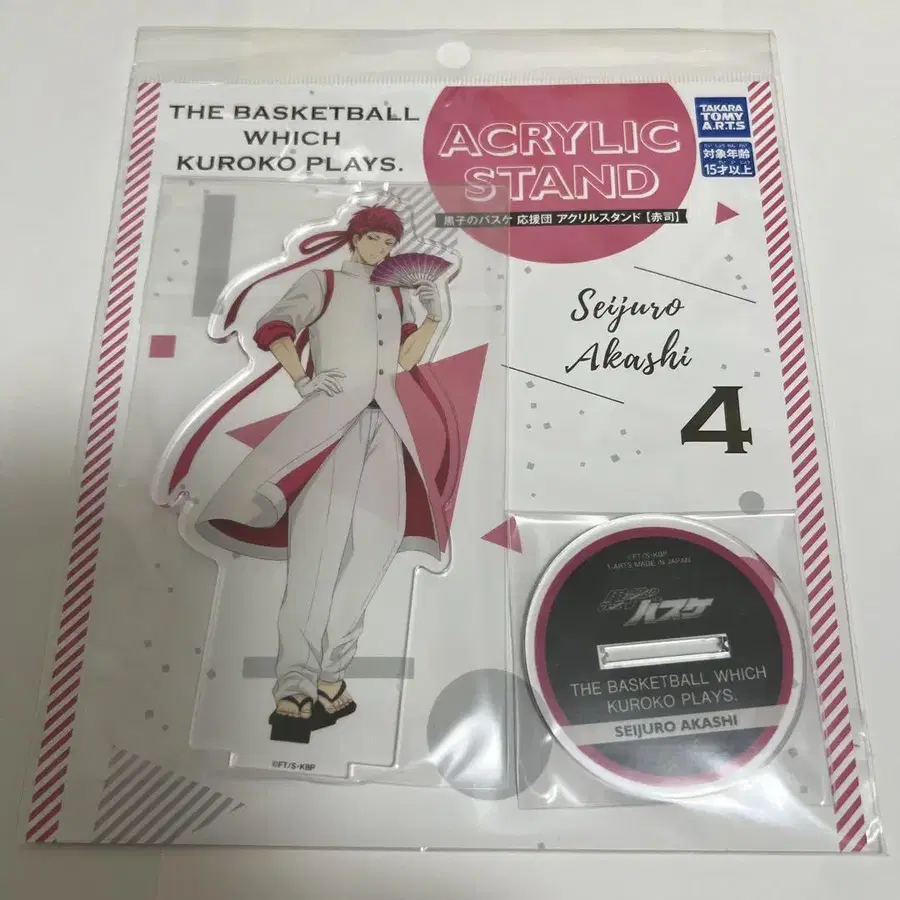 THE BASKETBALL
WHICH
KUROKO PLAYS.
ACRYLIC
STAND
黒子のバスケ 応援団 アクリルスタンド【赤司】
TAKARA
TOMY
A.R.T.S
対象年齢
15才以上
Seijuro
Akashi
4
©FT/S･KBP
T-ARTS MADE IN JAPAN
バスケ
THE BASKETBALL WHICH
KUROKO PLAYS.
SEIJURO AKASHI
©FT/S･KBP